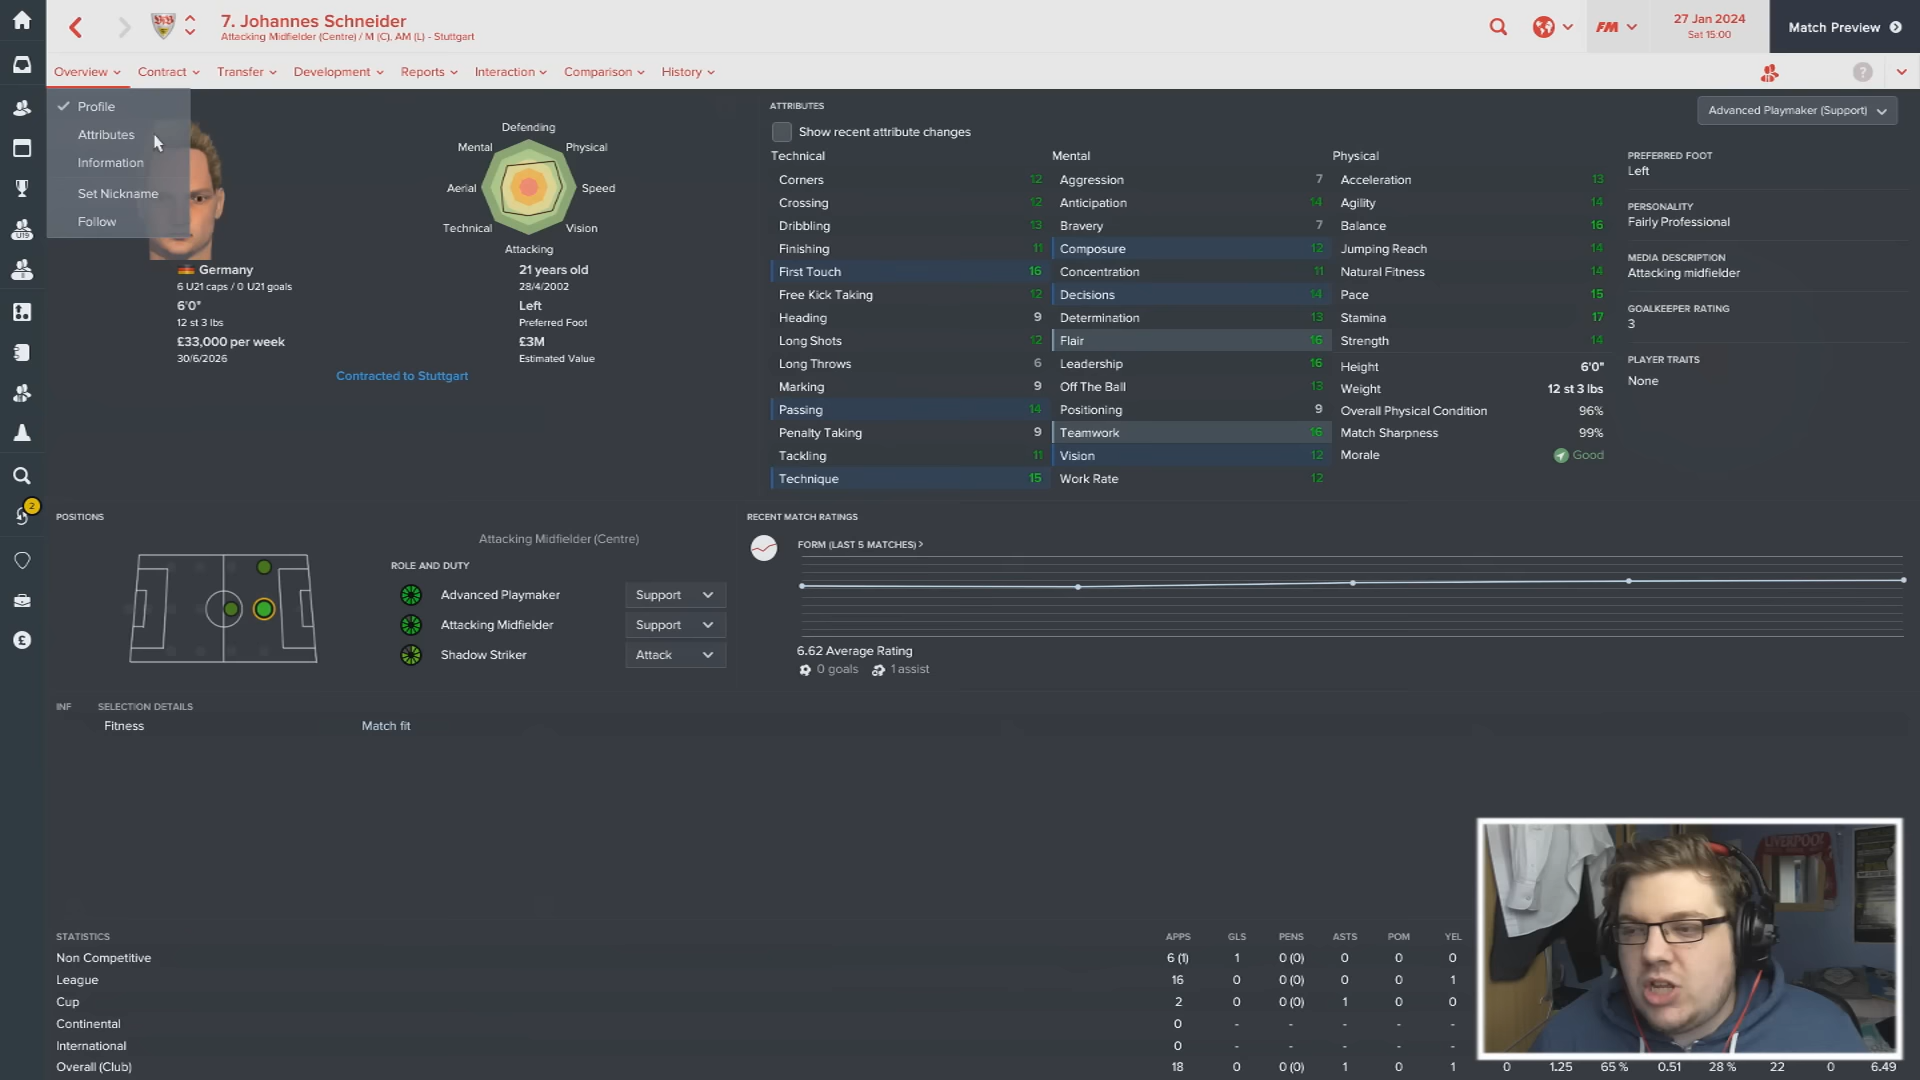 7. Johannes Schneider
Attacking Midfielder (Centre) / M (C), AM (L) - Stuttgart
FM
27 Jan 2024
Sat 15:00
Match Preview
Overview
Contract
Transfer
Development
Reports
Interaction
Comparison
History
?
Profile
Attributes
Information
Set Nickname
Follow
Defending
Mental
Physical
Aerial
Speed
Technical
Vision
Attacking
Germany
6 U21 caps / 0 U21 goals
6'0"
12 st 3 lbs
£33,000 per week
30/6/2026
21 years old
28/4/2002
Left
Preferred Foot
£3M
Estimated Value
Contracted to Stuttgart
ATTRIBUTES
Advanced Playmaker (Support)
Show recent attribute changes
Technical
Corners 12
Crossing 12
Dribbling 13
Finishing 11
First Touch 16
Free Kick Taking 12
Heading 9
Long Shots 12
Long Throws 6
Marking 9
Passing 14
Penalty Taking 9
Tackling 11
Technique 15
Mental
Aggression 7
Anticipation 14
Bravery 7
Composure 12
Concentration 11
Decisions 14
Determination 13
Flair 16
Leadership 16
Off The Ball 13
Positioning 9
Teamwork 16
Vision 12
Work Rate 12
Physical
Acceleration 13
Agility 14
Balance 16
Jumping Reach 14
Natural Fitness 14
Pace 15
Stamina 17
Strength 14
Height 6'0"
Weight 12 st 3 lbs
Overall Physical Condition 96%
Match Sharpness 99%
Morale Good
PREFERRED FOOT
Left
PERSONALITY
Fairly Professional
MEDIA DESCRIPTION
Attacking midfielder
GOALKEEPER RATING
3
PLAYER TRAITS
None
U19
2
£
POSITIONS
Attacking Midfielder (Centre)
ROLE AND DUTY
Advanced Playmaker Support
Attacking Midfielder Support
Shadow Striker Attack
RECENT MATCH RATINGS
FORM (LAST 5 MATCHES) >
6.62 Average Rating
0 goals 1 assist
INF SELECTION DETAILS
Fitness Match fit
STATISTICS APPS GLS PENS ASTS POM YEL
Non Competitive 6 (1) 1 0 (0) 0 0 0
League 16 0 0 (0) 0 0 1
Cup 2 0 0 (0) 1 0 0
Continental 0 - - - - -
International 0 - - - - -
Overall (Club) 18 0 0 (0) 1 0 1 0 1.25 65 % 0.51 28 % 22 0 6.49
LIVERPOOL